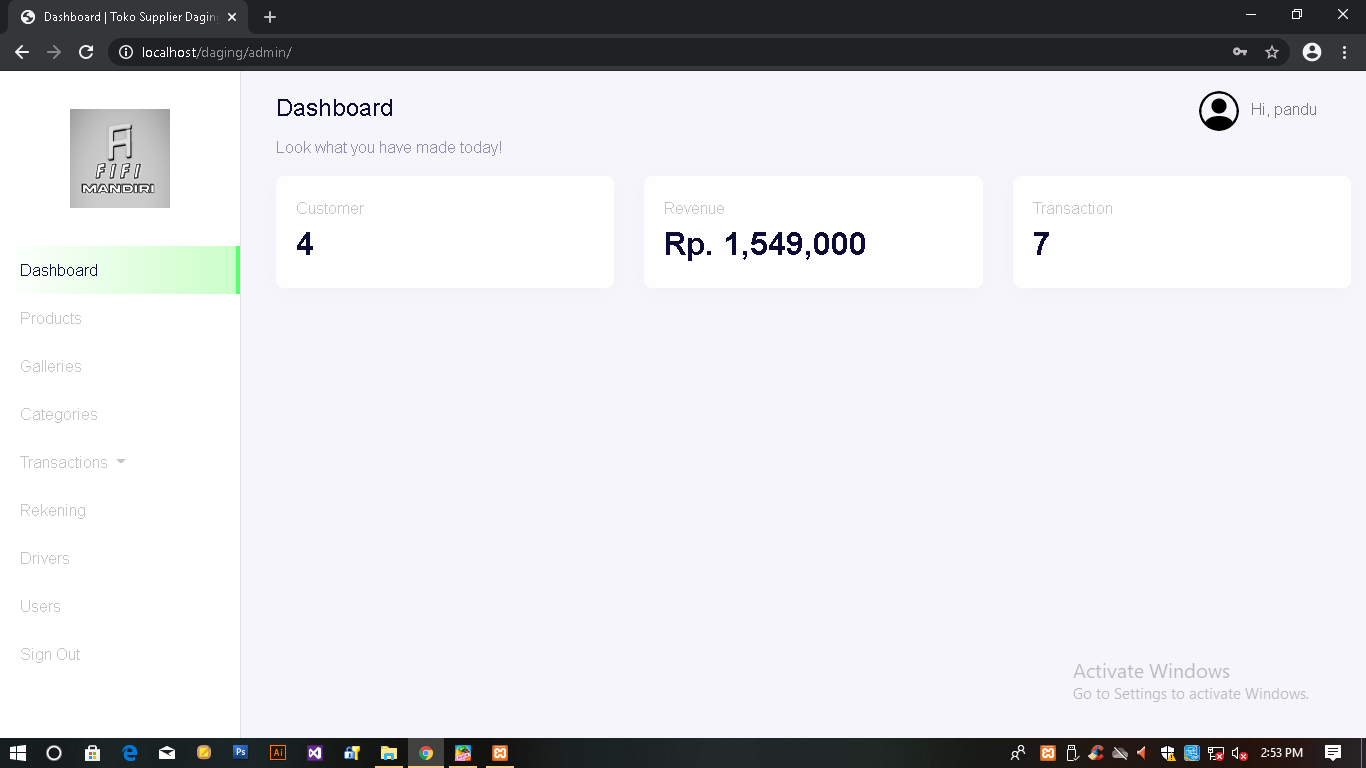 Dashboard | Toko Supplier Daging
localhost/daging/admin/
FIFI
MANDIRI
Dashboard
Products
Galleries
Categories
Transactions
Rekening
Drivers
Users
Sign Out
Dashboard
Hi, pandu
Look what you have made today!
Customer
4
Revenue
Rp. 1,549,000
Transaction
7
Activate Windows
Go to Settings to activate Windows.
Ps
Ai
2:53 PM